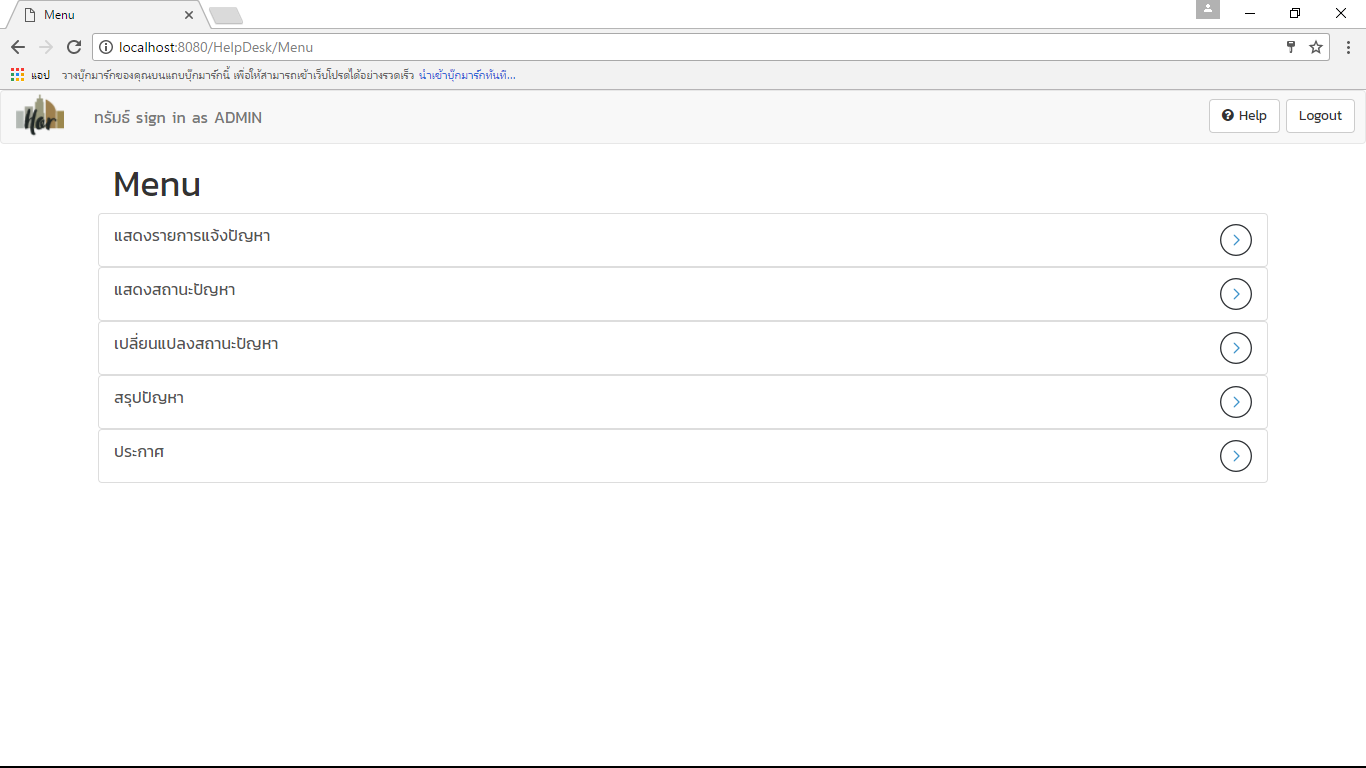 Menu
localhost:8080/HelpDesk/Menu
แอป วางบุ๊กมาร์กของคุณบนแถบบุ๊กมาร์กนี้ เพื่อให้สามารถเข้าเว็บโปรดได้อย่างรวดเร็ว นำเข้าบุ๊กมาร์กทันที...
Hor ทรัมธ์ sign in as ADMIN Help Logout
Menu
แสดงรายการแจ้งปัญหา
แสดงสถานะปัญหา
เปลี่ยนแปลงสถานะปัญหา
สรุปปัญหา
ประกาศ